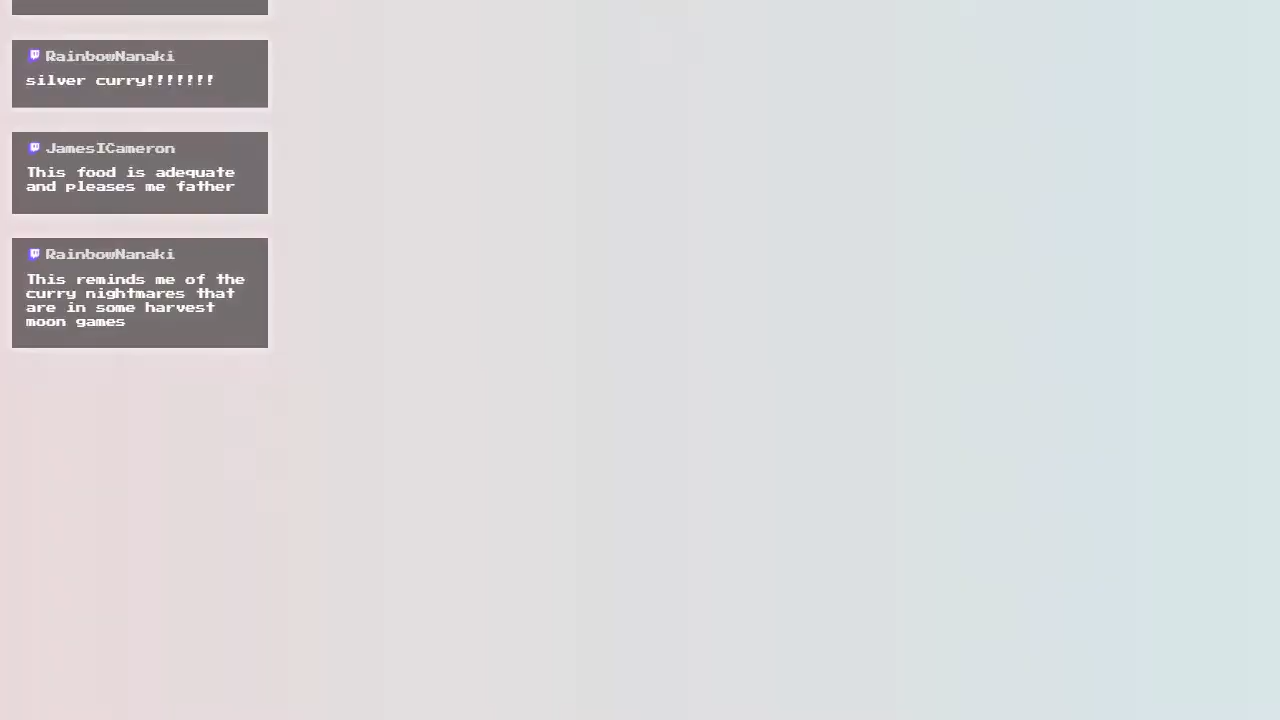 RainbowNanaki
silver curry!!!!!!!
JamesICameron
This food is adequate
and pleases me father
RainbowNanaki
This reminds me of the
curry nightmares that
are in some harvest
moon games